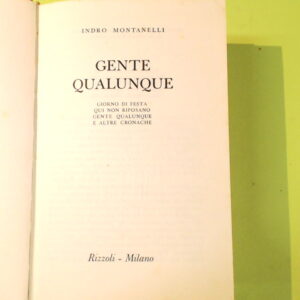 INDRO MONTANELLI
GENTE
QUALUNQUE
GIORNO DI FESTA
QUI NON RIPOSANO
GENTE QUALUNQUE
E ALTRE CRONACHE
Rizzoli - Milano